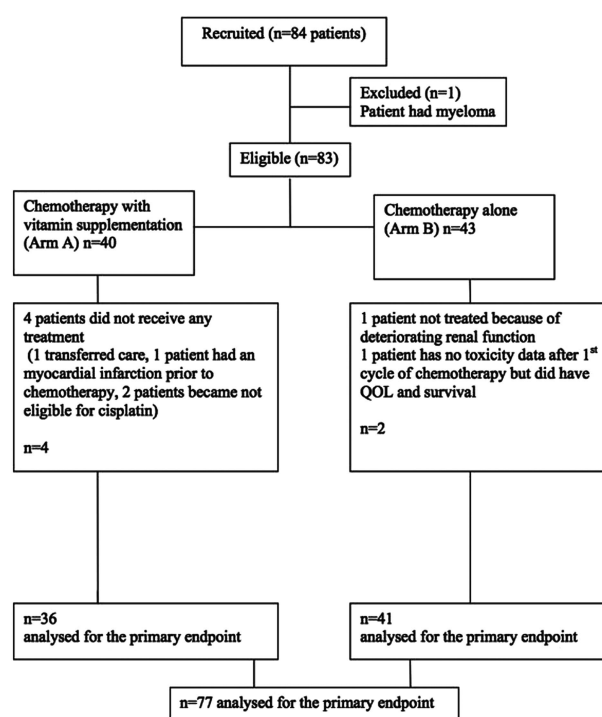 Recruited (n=84 patients)
Excluded (n=1)
Patient had myeloma
Eligible (n=83)
Chemotherapy with
vitamin supplementation
(Arm A) n=40
Chemotherapy alone
(Arm B) n=43
4 patients did not receive any
treatment
(1 transferred care, 1 patient had an
myocardial infarction prior to
chemotherapy, 2 patients became not
eligible for cisplatin)
n=4
1 patient not treated because of
deteriorating renal function
1 patient has no toxicity data after 1st
cycle of chemotherapy but did have
QOL and survival
n=2
n=36
analysed for the primary endpoint
n=41
analysed for the primary endpoint
n=77 analysed for the primary endpoint